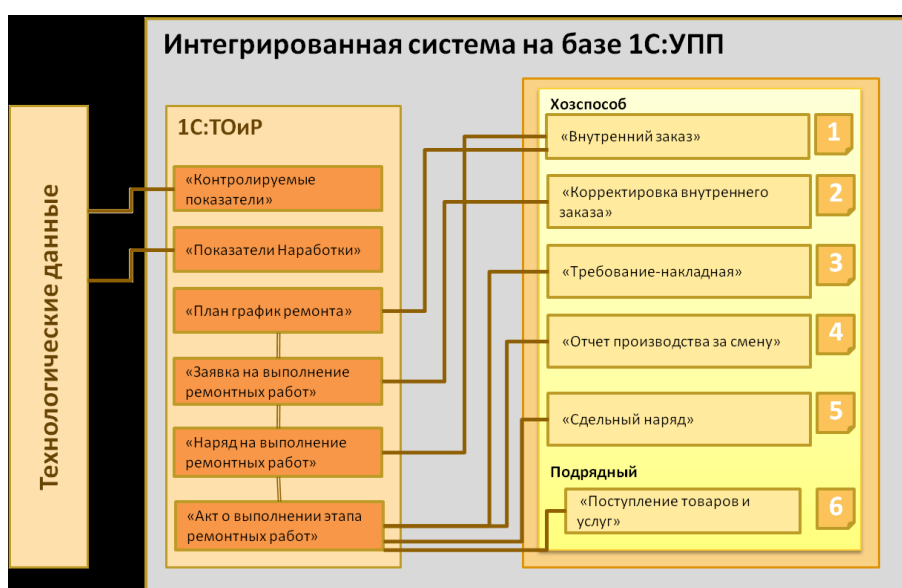 Интегрированная система на базе 1С:УПП
Технологические данные
1С:ТОиР
«Контролируемые
показатели»
«Показатели Наработки»
«План график ремонта»
«Заявка на выполнение
ремонтных работ»
«Наряд на выполнение
ремонтных работ»
«Акт о выполнении этапа
ремонтных работ»
Хозспособ
«Внутренний заказ»
1
«Корректировка внутреннего
заказа»
2
«Требование-накладная»
3
«Отчет производства за смену»
4
«Сдельный наряд»
5
Подрядный
«Поступление товаров и
услуг»
6